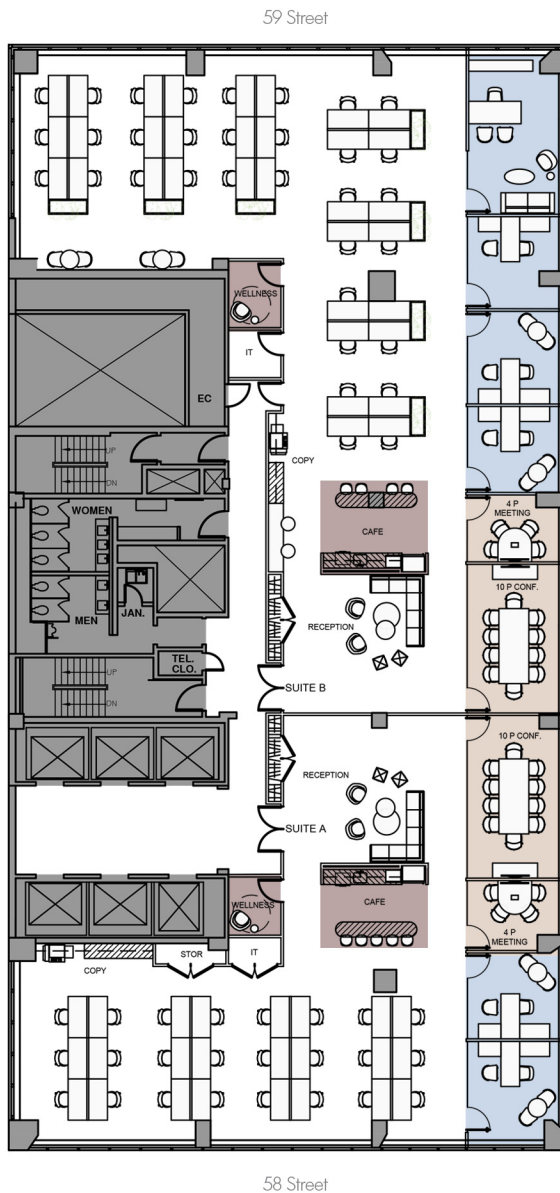 59 Street
WELLNESS
IT
EC
COPY
UP
DN
WOMEN
4 P
MEETING
CAFE
10 P CONF.
MEN
JAN.
RECEPTION
TEL.
CLO.
UP
DN
SUITE B
10 P CONF.
RECEPTION
SUITE A
WELLNESS
CAFE
4 P
MEETING
STOR
IT
COPY
58 Street